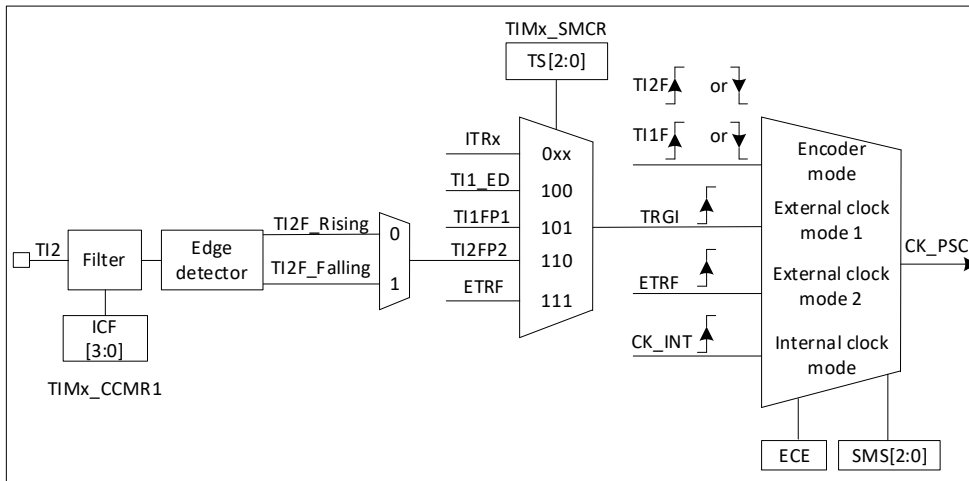 TIMx_SMCR
TS[2:0]
TI2F or
TI1F or
ITRx
0xx
Encoder
mode
TI1_ED
100
TI1FP1
101
TRGI
External clock
mode 1
TI2
Filter
Edge
detector
TI2F_Rising
0
TI2F_Falling
1
TI2FP2
110
CK_PSC
ETRF
111
ETRF
External clock
mode 2
CK_INT
Internal clock
mode
ICF
[3:0]
TIMx_CCMR1
ECE
SMS[2:0]